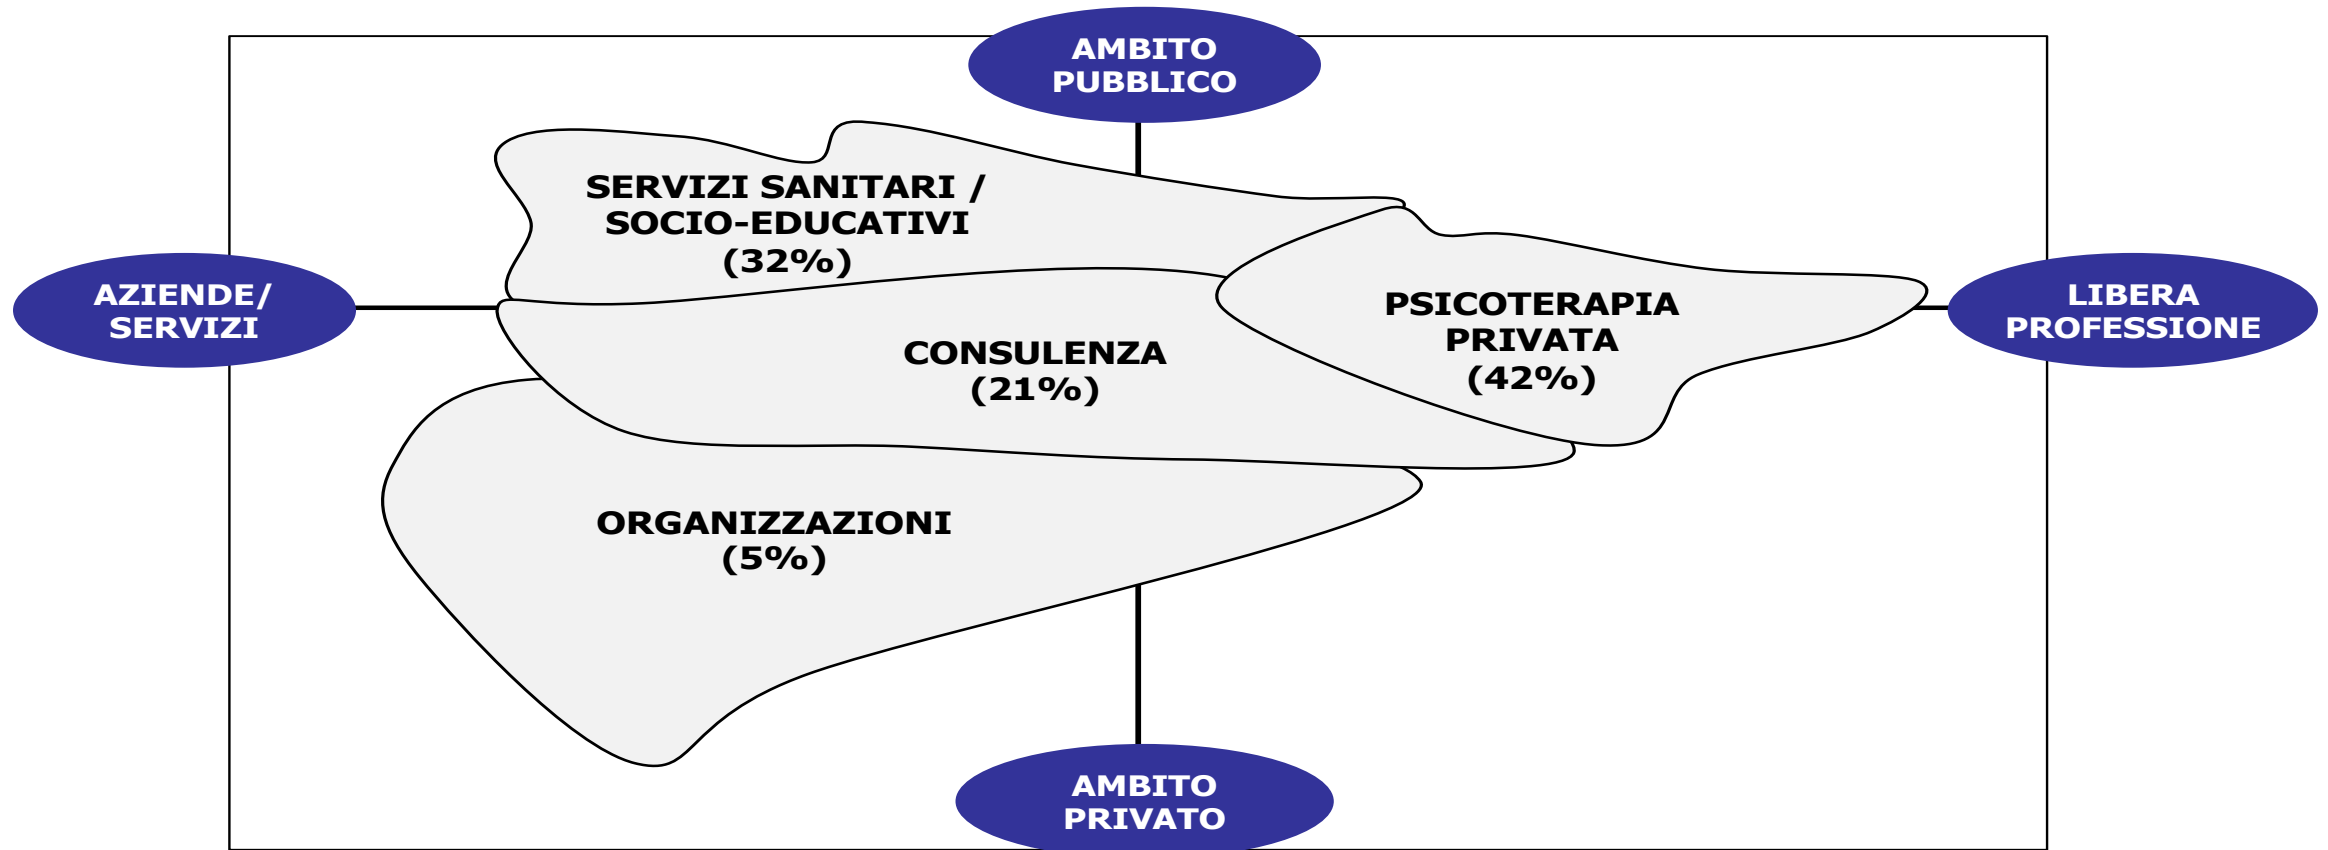 AMBITO
PUBBLICO
SERVIZI SANITARI /
SOCIO-EDUCATIVI
(32%)
AZIENDE/
SERVIZI
PSICOTERAPIA
PRIVATA
(42%)
LIBERA
PROFESSIONE
CONSULENZA
(21%)
ORGANIZZAZIONI
(5%)
AMBITO
PRIVATO